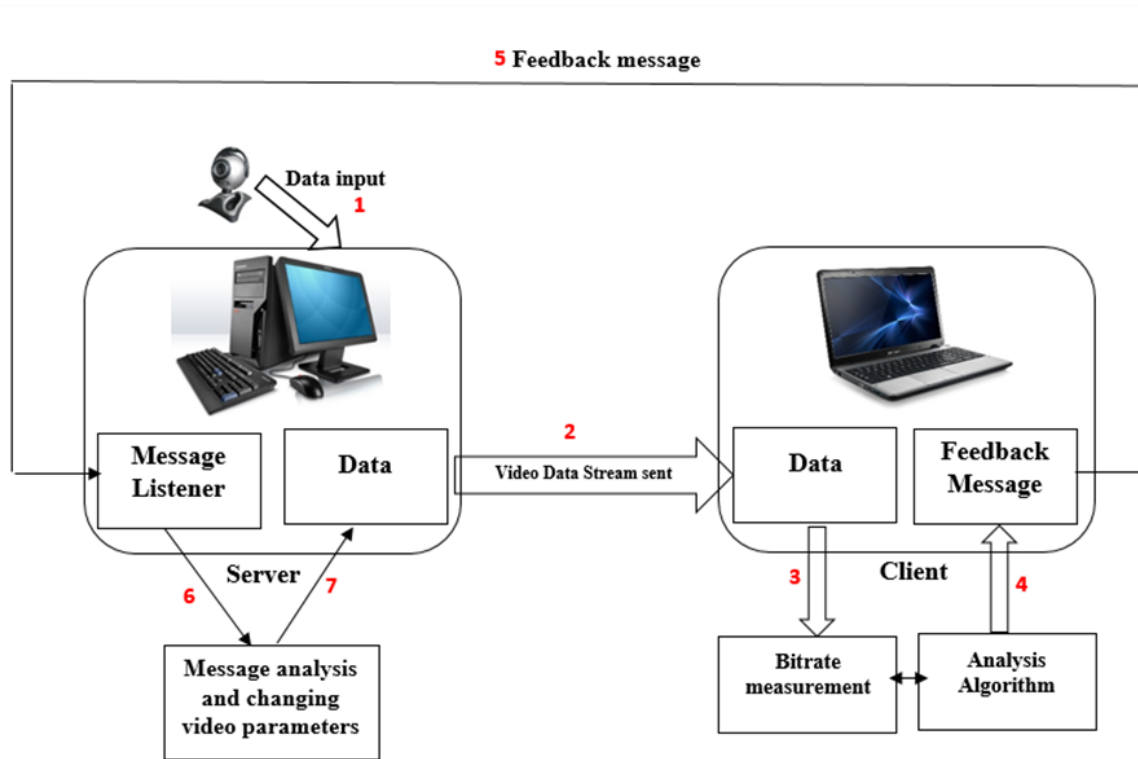 5 Feedback message
Data input
1
Message
Listener
Data
2
Video Data Stream sent
Data
Feedback
Message
Server
Client
6
7
3
4
Message analysis
and changing
video parameters
Bitrate
measurement
Analysis
Algorithm